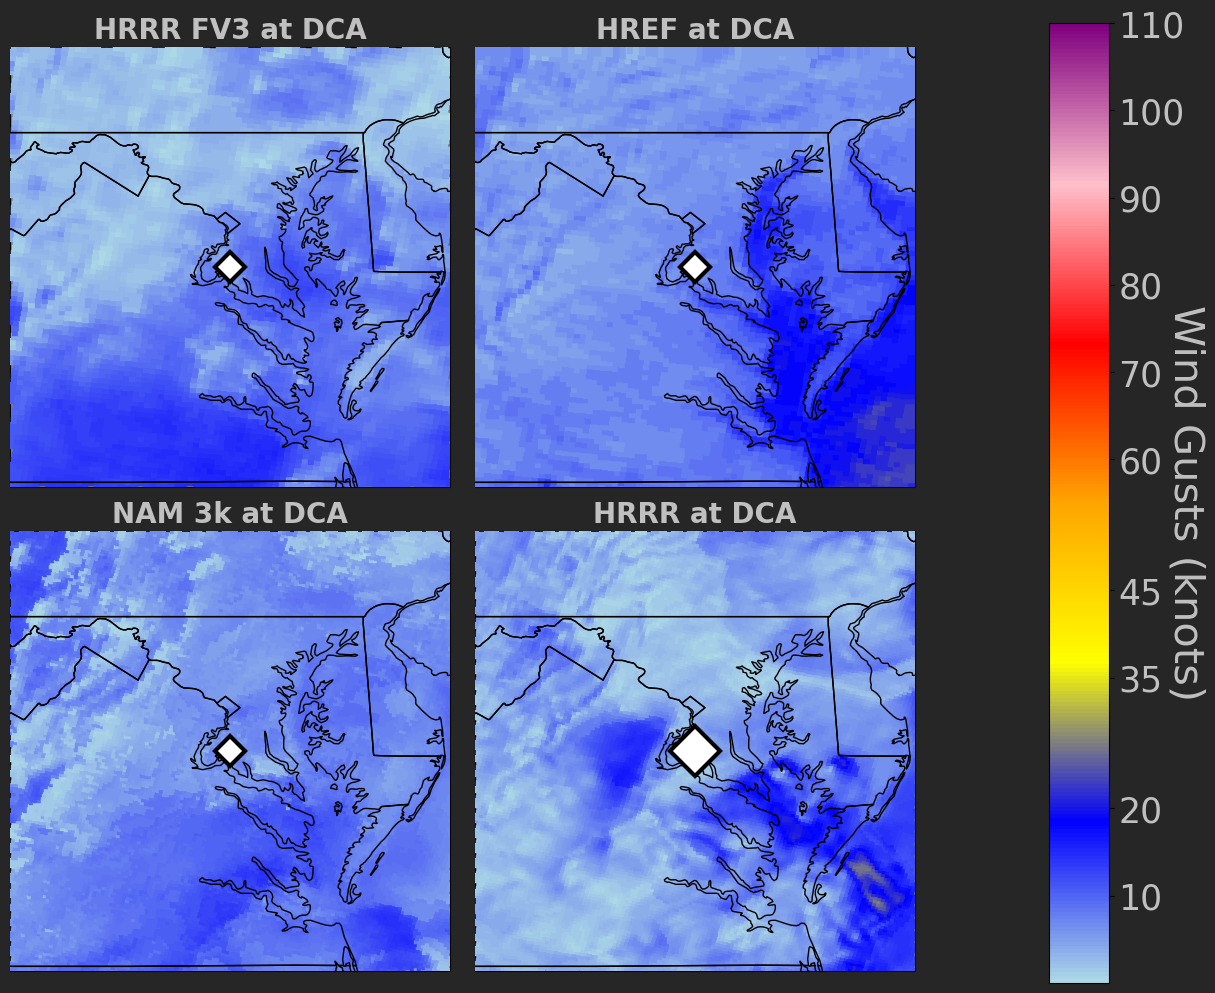 HRRR FV3 at DCA
HREF at DCA
NAM 3k at DCA
HRRR at DCA
110
100
90
80
70
60
45
35
20
10
Wind Gusts (knots)